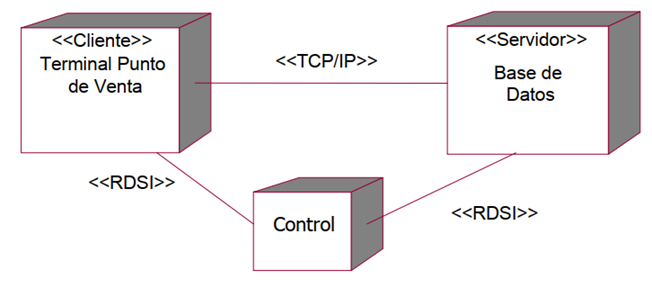 <<Cliente>>
Terminal Punto
de Venta
<<TCP/IP>>
<<Servidor>>
Base de
Datos
<<RDSI>>
Control
<<RDSI>>